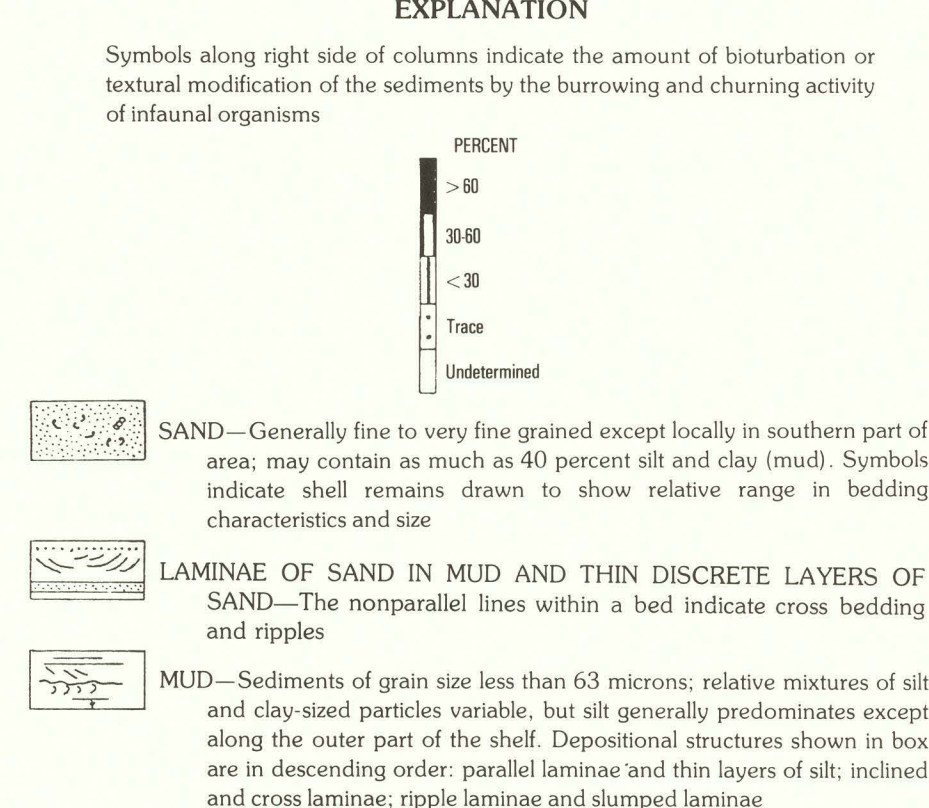 EXPLANATION
Symbols along right side of columns indicate the amount of bioturbation or
textural modification of the sediments by the burrowing and churning activity
of infaunal organisms
PERCENT
> 60
30-60
< 30
Trace
Undetermined
SAND—Generally fine to very fine grained except locally in southern part of
area; may contain as much as 40 percent silt and clay (mud). Symbols
indicate shell remains drawn to show relative range in bedding
characteristics and size
LAMINAE OF SAND IN MUD AND THIN DISCRETE LAYERS OF
SAND—The nonparallel lines within a bed indicate cross bedding
and ripples
MUD—Sediments of grain size less than 63 microns; relative mixtures of silt
and clay-sized particles variable, but silt generally predominates except
along the outer part of the shelf. Depositional structures shown in box
are in descending order: parallel laminae and thin layers of silt; inclined
and cross laminae; ripple laminae and slumped laminae